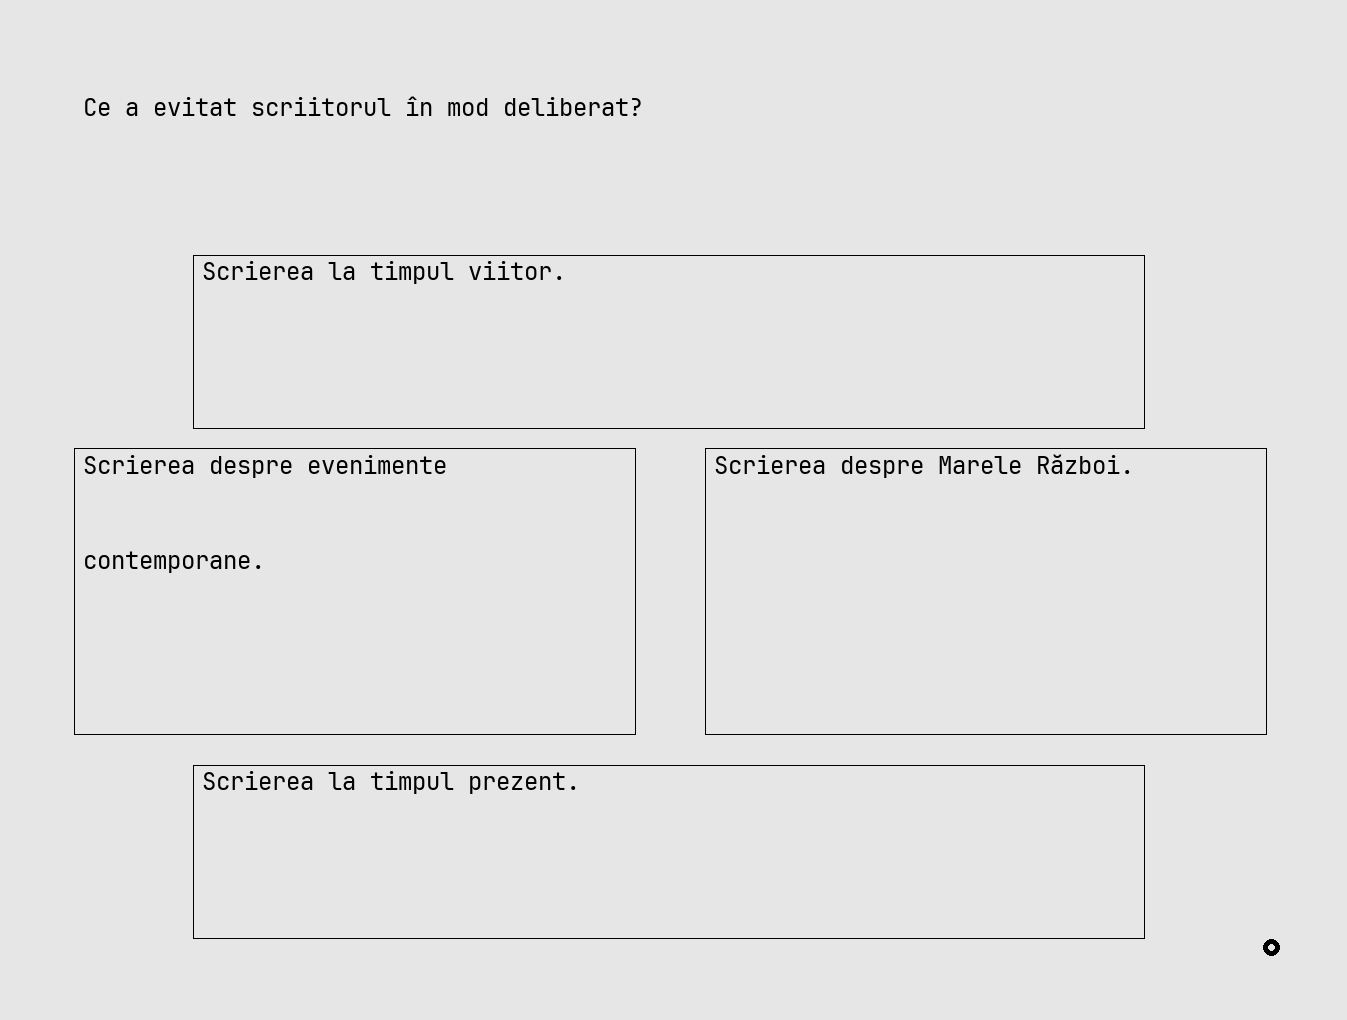 Ce a evitat scriitorul în mod deliberat?
Scrierea la timpul viitor.
Scrierea despre evenimente
contemporane.
Scrierea despre Marele Război.
Scrierea la timpul prezent.